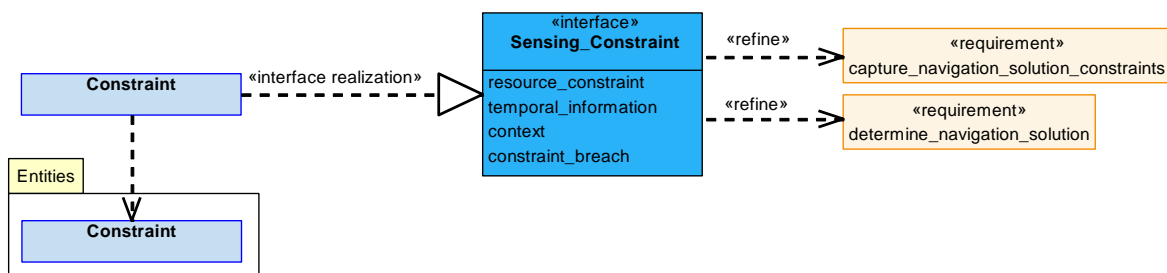 «interface»
Sensing_Constraint
resource_constraint
temporal_information
context
constraint_breach
«refine»
«refine»
«requirement»
capture_navigation_solution_constraints
«requirement»
determine_navigation_solution
Constraint
«interface realization»
Entities
Constraint